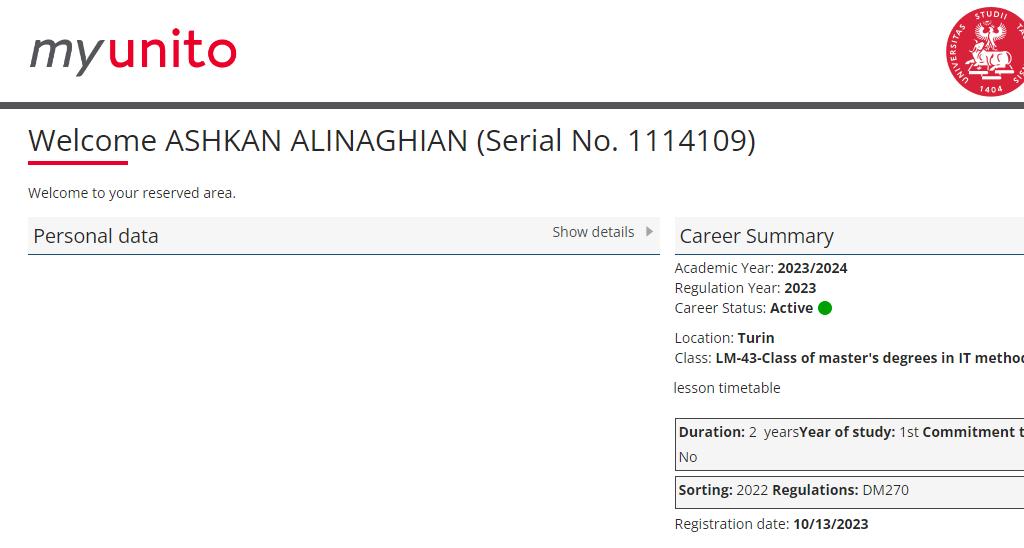 myunito
UNIVERSITAS STUDII
1404
Welcome ASHKAN ALINAGHIAN (Serial No. 1114109)
Welcome to your reserved area.
Personal data
Show details
Career Summary
Academic Year: 2023/2024
Regulation Year: 2023
Career Status: Active
Location: Turin
Class: LM-43-Class of master's degrees in IT
lesson timetable
Duration: 2 yearsYear of study: 1st Commitment
No
Sorting: 2022 Regulations: DM270
Registration date: 10/13/2023